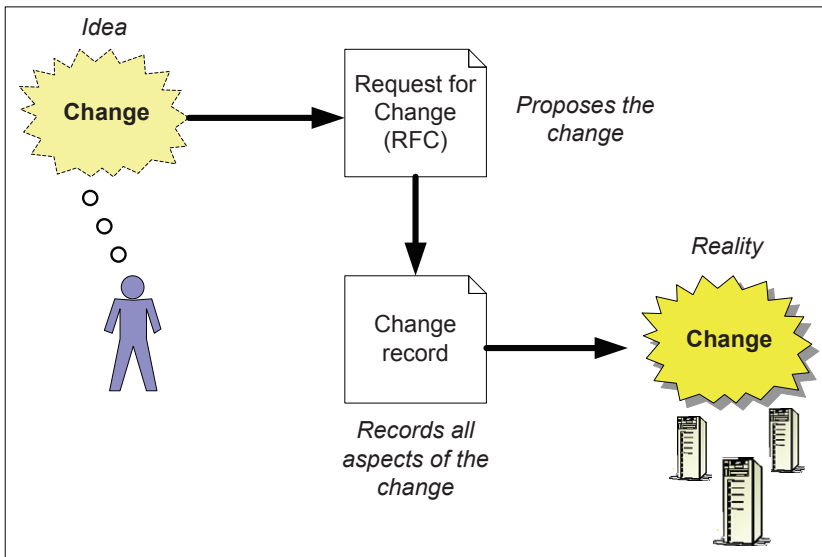 Idea
Change
Request for
Change
(RFC)
Proposes the
change
Change
record
Records all
aspects of the
change
Reality
Change